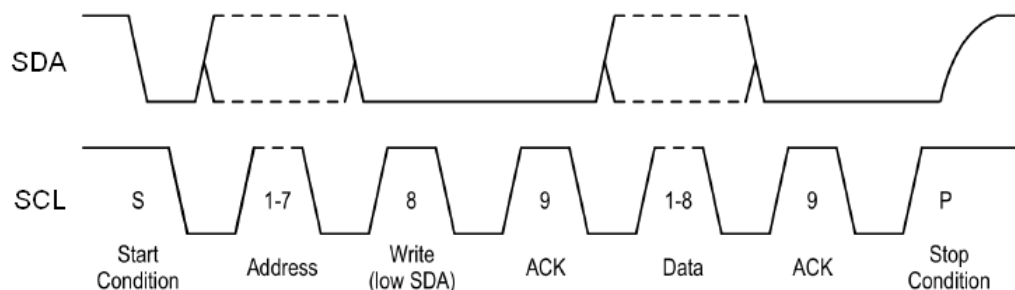 SDA
SCL
S
1-7
8
9
1-8
9
P
Start
Condition
Address
Write
(low SDA)
ACK
Data
ACK
Stop
Condition